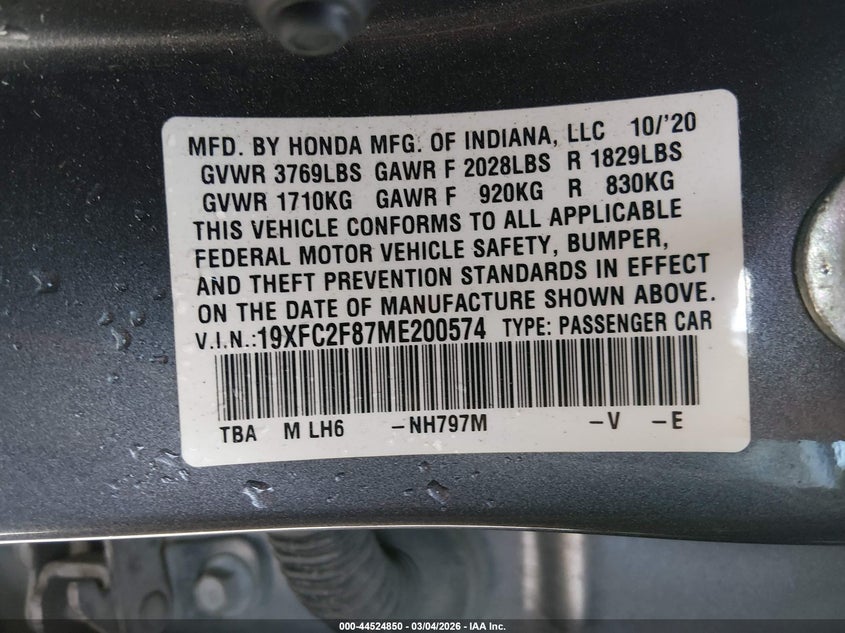 MFD. BY HONDA MFG. OF INDIANA, LLC 10/'20
GVWR 3769LBS GAWR F 2028LBS R 1829LBS
GVWR 1710KG GAWR F 920KG R 830KG
THIS VEHICLE CONFORMS TO ALL APPLICABLE
FEDERAL MOTOR VEHICLE SAFETY, BUMPER,
AND THEFT PREVENTION STANDARDS IN EFFECT
ON THE DATE OF MANUFACTURE SHOWN ABOVE.
V.I.N.:19XFC2F87ME200574 TYPE: PASSENGER CAR
TBA M LH6 –NH797M –V –E
000-44524850 — 03/04/2026 — IAA Inc.